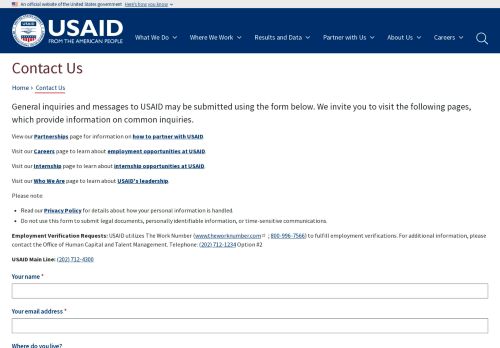 An official website of the United States government Here's how you know
USAID
FROM THE AMERICAN PEOPLE
What We Do
Where We Work
Results and Data
Partner with Us
About Us
Careers
Contact Us
Home › Contact Us
General inquiries and messages to USAID may be submitted using the form below. We invite you to visit the following pages,
which provide information on common inquiries.
View our Partnerships page for information on how to partner with USAID.
Visit our Careers page to learn about employment opportunities at USAID.
Visit our Internship page to learn about internship opportunities at USAID.
Visit our Who We Are page to learn about USAID's leadership.
Please note:
• Read our Privacy Policy for details about how your personal information is handled.
• Do not use this form to submit legal documents, personally identifiable information, or time-sensitive communications.
Employment Verification Requests: USAID utilizes The Work Number (www.theworknumber.com ; 800-996-7566) to fulfill employment verifications. For additional information, please
contact the Office of Human Capital and Talent Management. Telephone: (202) 712-1234 Option #2
USAID Main Line: (202) 712-4300
Your name *
Your email address *
Where do you live?